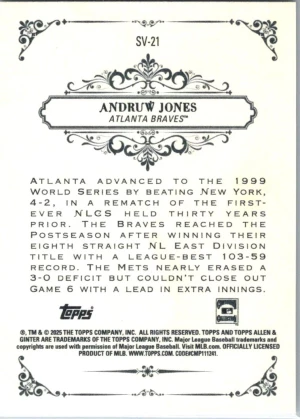 SV-21
ANDRUW JONES
ATLANTA BRAVES™
ATLANTA ADVANCED TO THE 1999
WORLD SERIES BY BEATING NEW YORK,
4-2, IN A REMATCH OF THE FIRST-
EVER NLCS HELD THIRTY YEARS
PRIOR. THE BRAVES REACHED THE
POSTSEASON AFTER WINNING THEIR
EIGHTH STRAIGHT NL EAST DIVISION
TITLE WITH A LEAGUE-BEST 103-59
RECORD. THE METS NEARLY ERASED A
3-0 DEFICIT BUT COULDN'T CLOSE OUT
GAME 6 WITH A LEAD IN EXTRA INNINGS.
Topps
®, TM & © 2025 THE TOPPS COMPANY, INC. ALL RIGHTS RESERVED. TOPPS AND TOPPS ALLEN &
GINTER ARE TRADEMARKS OF THE TOPPS COMPANY, INC. Major League Baseball trademarks and
copyrights are used with permission of Major League Baseball. Visit MLB.com. OFFICIALLY LICENSED
PRODUCT OF MLB. WWW.TOPPS.COM. CODE#CMP111241.